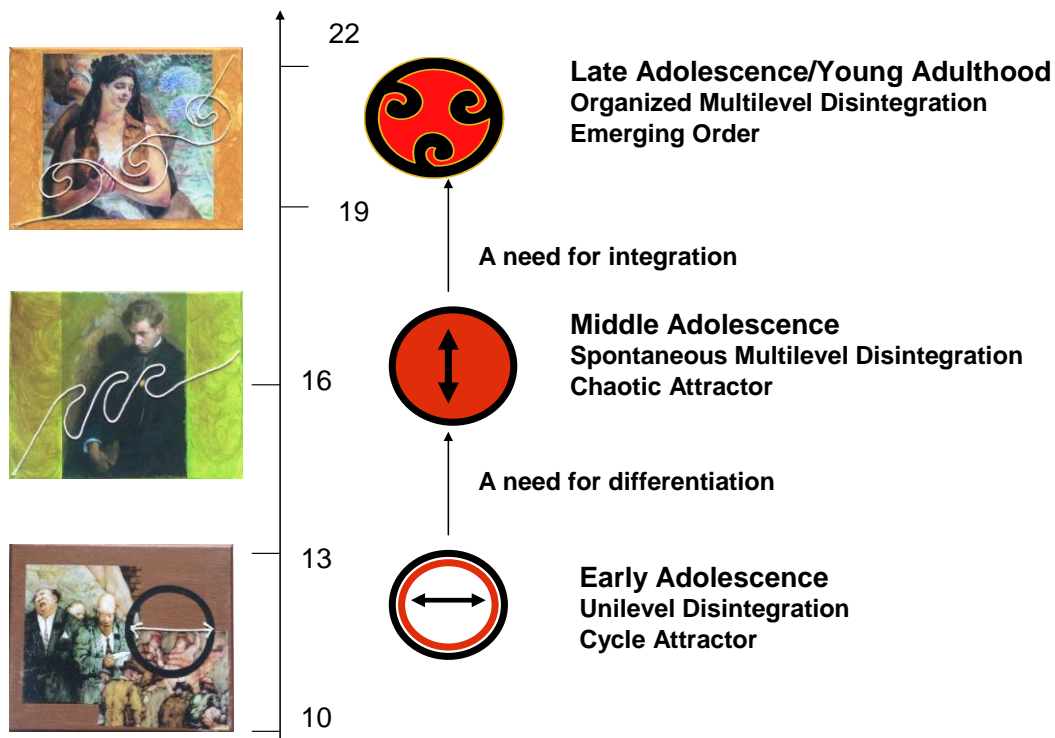 22
Late Adolescence/Young Adulthood
Organized Multilevel Disintegration
Emerging Order
19
A need for integration
Middle Adolescence
Spontaneous Multilevel Disintegration
Chaotic Attractor
16
A need for differentiation
13
Early Adolescence
Unilevel Disintegration
Cycle Attractor
10